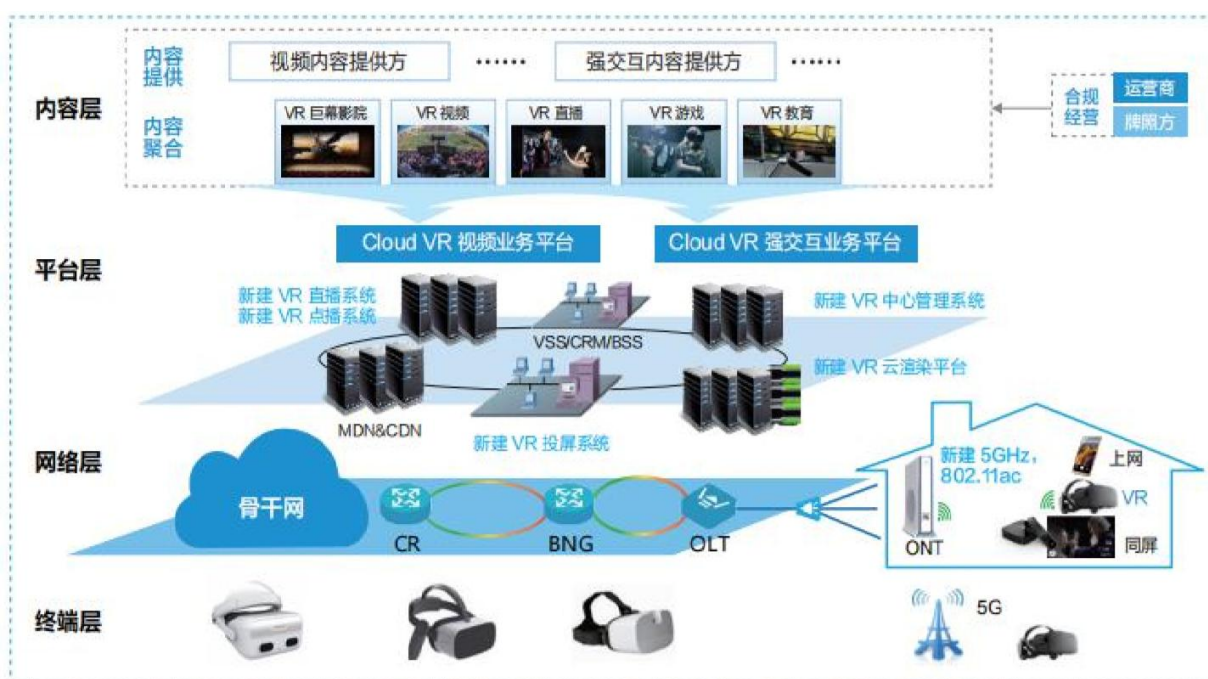 内容层
内容
提供
视频内容提供方
……
强交互内容提供方
……
内容
聚合
VR 巨幕影院
VR 视频
VR 直播
VR 游戏
VR 教育
合规
经营
运营商
牌照方
平台层
Cloud VR 视频业务平台
Cloud VR 强交互业务平台
新建 VR 直播系统
新建 VR 点播系统
VSS/CRM/BSS
新建 VR 中心管理系统
MDN&CDN
新建 VR 投屏系统
新建 VR 云渲染平台
网络层
骨干网
CR
BNG
OLT
新建 5GHz，
802.11ac
ONT
上网
VR
同屏
终端层
5G